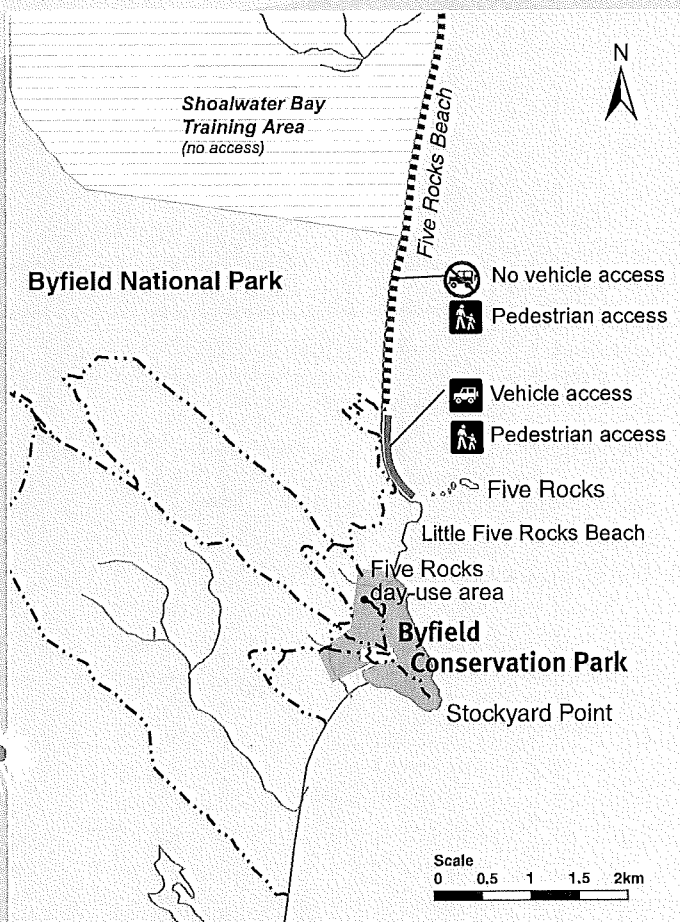 N
Shoalwater Bay
Training Area
(no access)
Five Rocks Beach
Byfield National Park
No vehicle access
Pedestrian access
Vehicle access
Pedestrian access
Five Rocks
Little Five Rocks Beach
Five Rocks
day-use area
Byfield
Conservation Park
Stockyard Point
Scale
0 0.5 1 1.5 2km